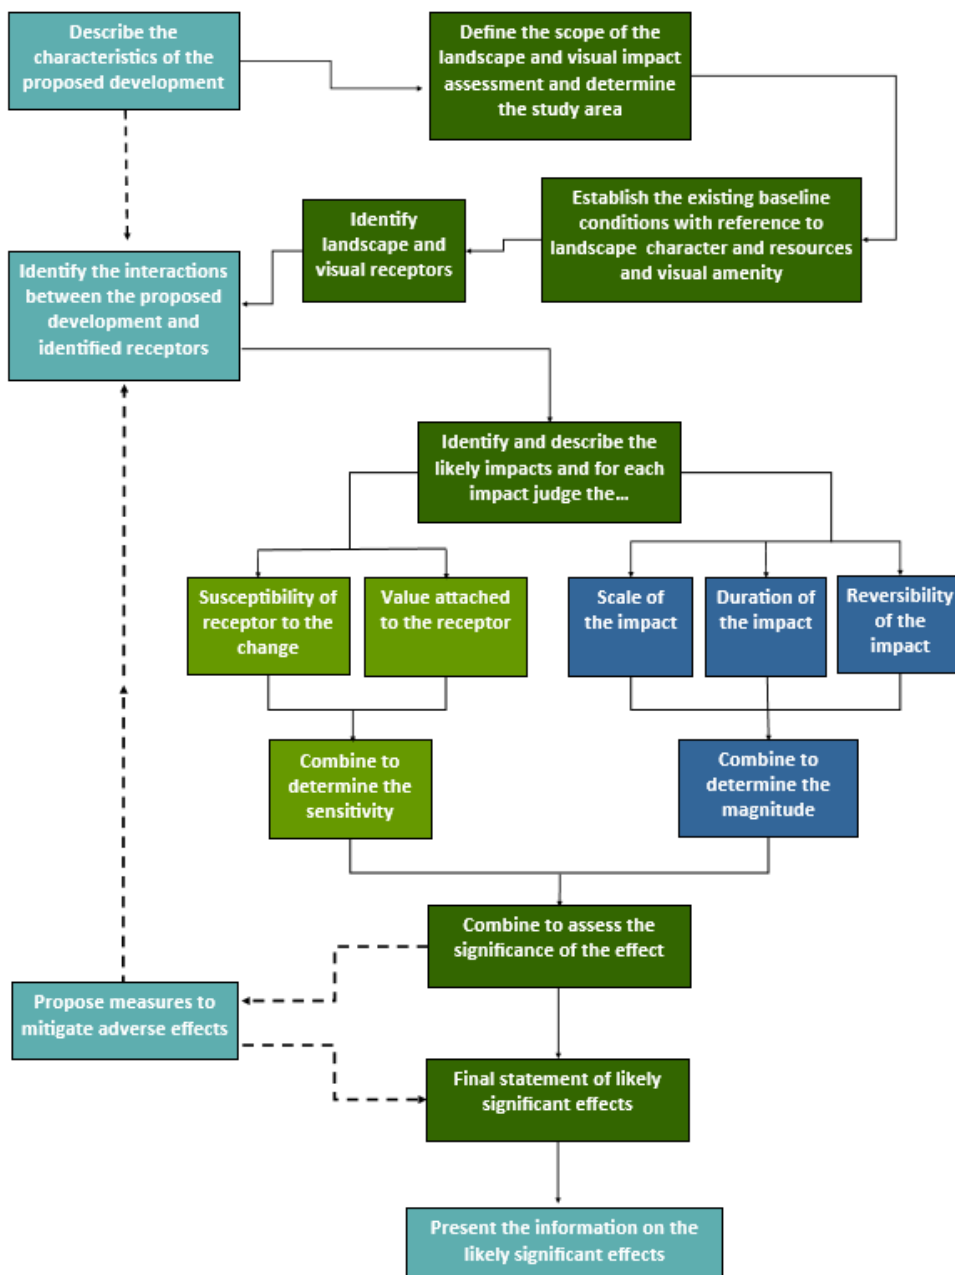 Describe the
characteristics of the
proposed development
Define the scope of the
landscape and visual impact
assessment and determine
the study area
Establish the existing baseline
conditions with reference to
landscape character and resources
and visual amenity
Identify
landscape and
visual receptors
Identify the interactions
between the proposed
development and
identified receptors
Identify and describe the
likely impacts and for each
impact judge the...
Susceptibility of
receptor to the
change
Value attached
to the receptor
Scale of
the impact
Duration of
the impact
Reversibility
of the
impact
Combine to
determine the
sensitivity
Combine to
determine the
magnitude
Combine to assess the
significance of the effect
Propose measures to
mitigate adverse effects
Final statement of likely
significant effects
Present the information on the
likely significant effects